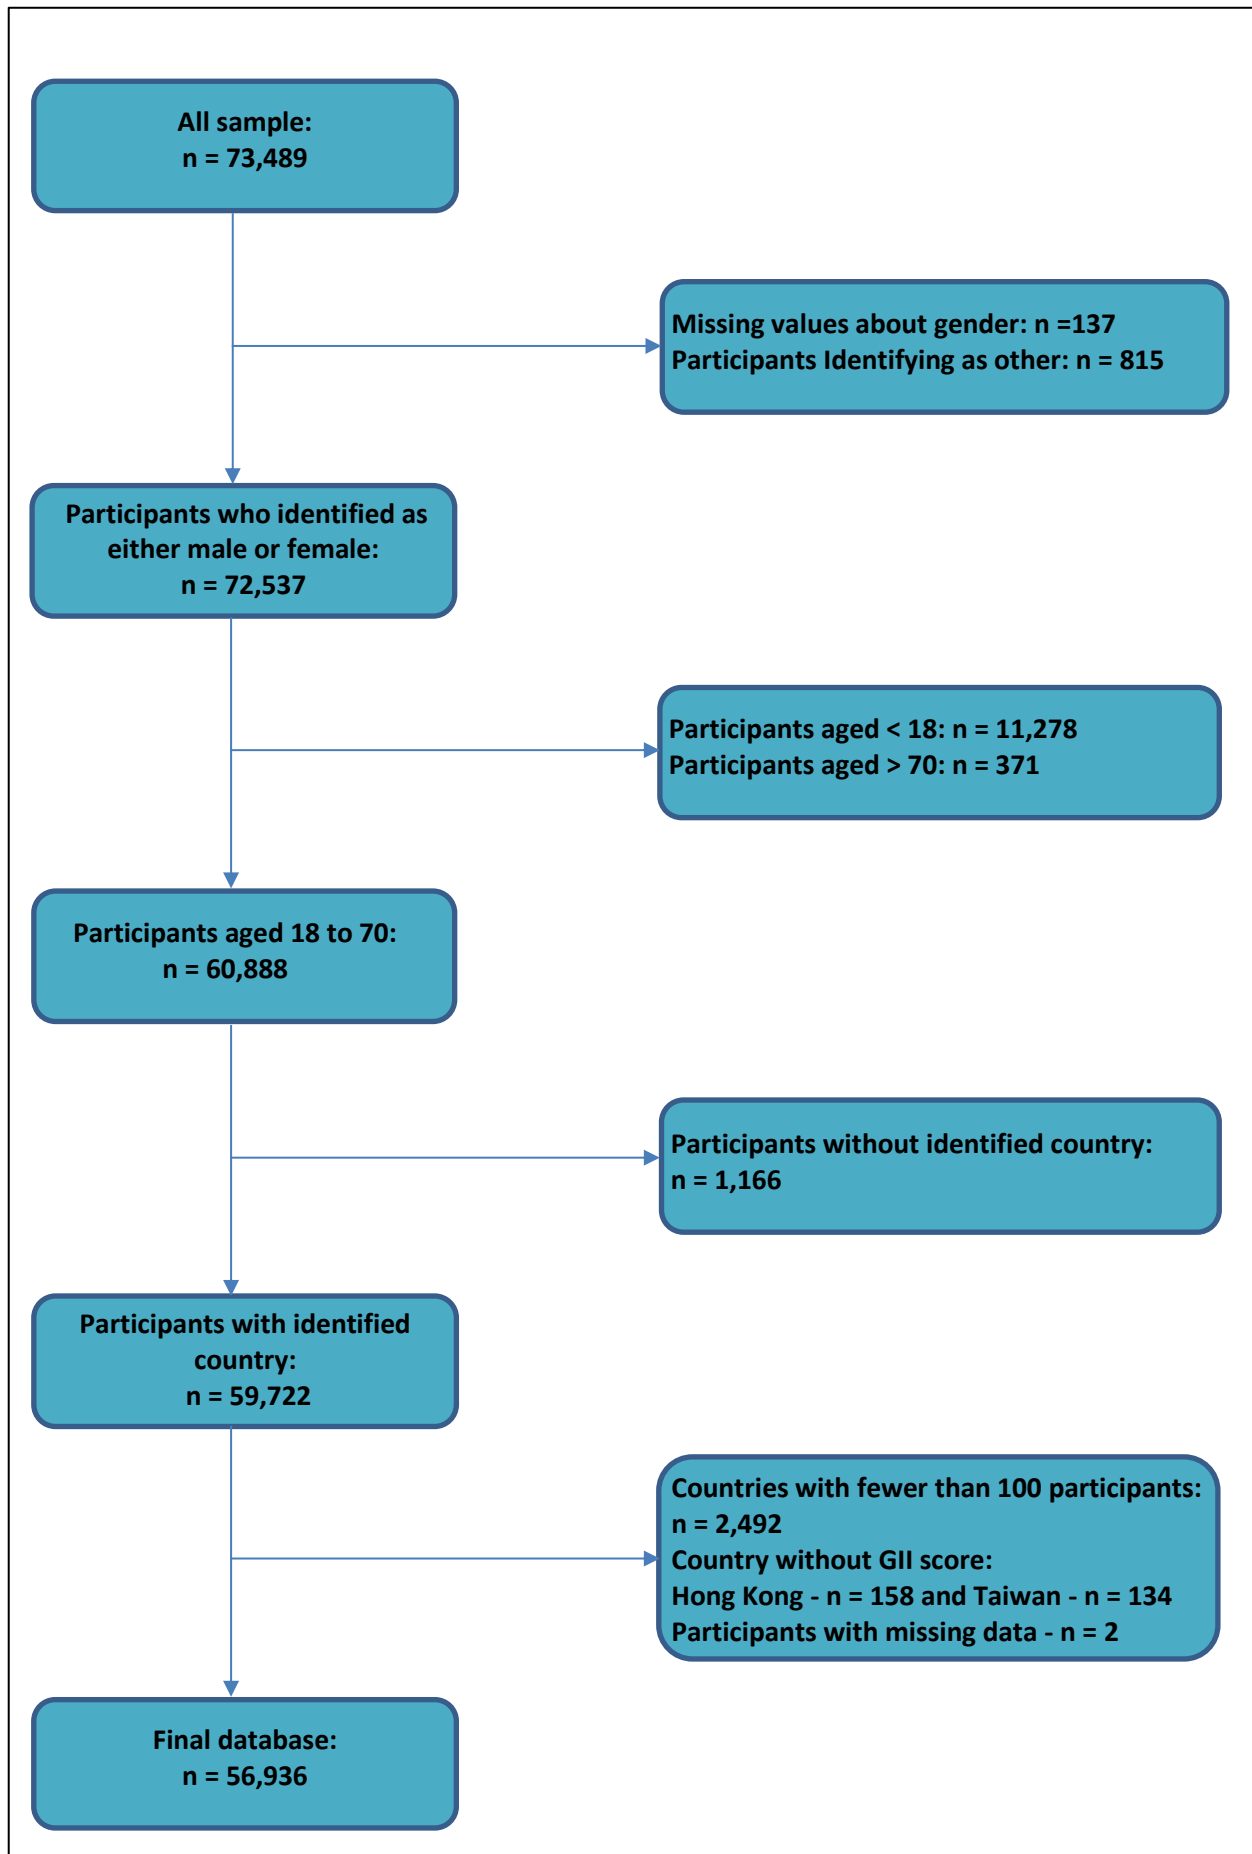 All sample:
n = 73,489
Missing values about gender: n =137
Participants Identifying as other: n = 815
Participants who identified as
either male or female:
n = 72,537
Participants aged < 18: n = 11,278
Participants aged > 70: n = 371
Participants aged 18 to 70:
n = 60,888
Participants without identified country:
n = 1,166
Participants with identified
country:
n = 59,722
Countries with fewer than 100 participants:
n = 2,492
Country without GII score:
Hong Kong - n = 158 and Taiwan - n = 134
Participants with missing data - n = 2
Final database:
n = 56,936